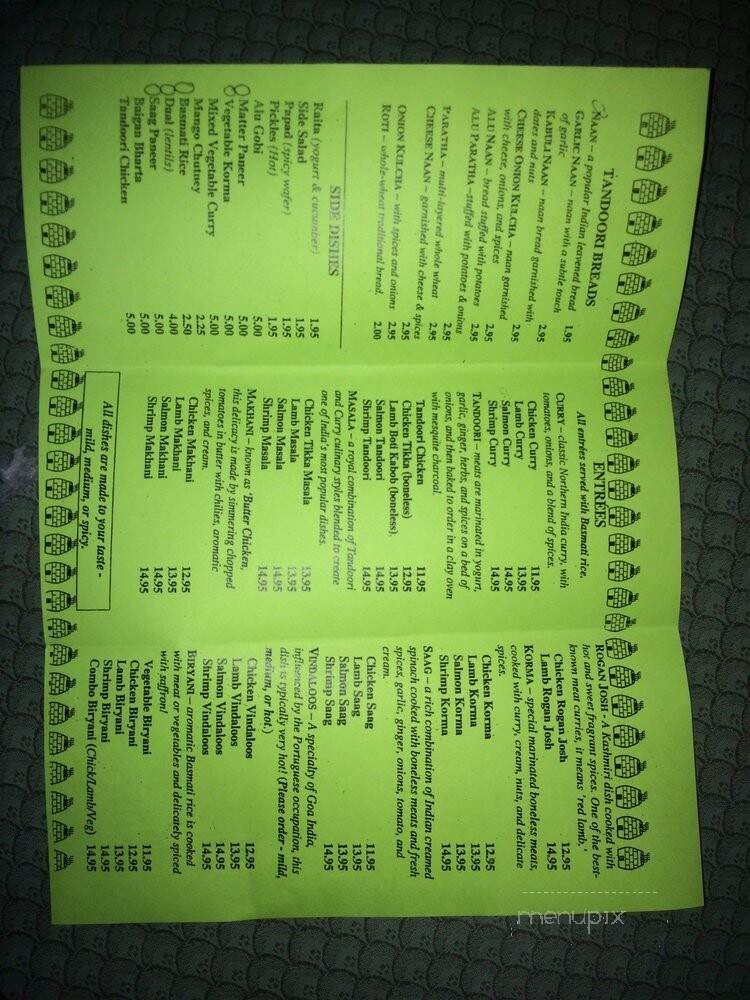 TANDOORI BREADS
NAAN – a popular Indian leavened bread 1.95
GARLIC NAAN – naan with a subtle touch
of garlic
KABULI NAAN – naan bread garnished with 2.95
dates and nuts
CHEESE ONION KULCHA – naan garnished 2.95
with cheese, onions, and spices
ALU NAAN – bread stuffed with potatoes 2.95
ALU PARATHA – stuffed with potatoes & onions 2.95
PARATHA – multi-layered whole wheat 2.95
CHEESE NAAN – garnished with cheese & spices 2.95
ONION KULCHA – with spices and onions 2.95
ROTI – whole-wheat traditional bread. 2.00
SIDE DISHES
Raita (yogurt & cucumber) 1.95
Side Salad 1.95
Papad (spicy wafer) 1.95
Pickles (Hot) 1.95
Alu Gobi 5.00
Matter Paneer 5.00
Vegetable Korma 5.00
Mixed Vegetable Curry 5.00
Mango Chutney 2.25
Basmati Rice 2.50
Daal (lentils) 4.00
Saag Paneer 5.00
Baigan Bharta 5.00
Tandoori Chicken 5.00
ENTREES
All entrées served with Basmati rice.
CURRY – classic Northern India curry, with
tomatoes, onions, and a blend of spices.
Chicken Curry 11.95
Lamb Curry 13.95
Salmon Curry 14.95
Shrimp Curry 14.95
TANDOORI – meats are marinated in yogurt,
garlic, ginger, herbs, and spices on a bed of
onions, and then baked to order in a clay oven
with mesquite charcoal.
Tandoori Chicken 11.95
Chicken Tikka (boneless) 12.95
Lamb Boti Kabob (boneless) 13.95
Salmon Tandoori 14.95
Shrimp Tandoori 14.95
MASALA – a royal combination of Tandoori
and Curry culinary styles blended to create
one of India's most popular dishes.
Chicken Tikka Masala 13.95
Lamb Masala 13.95
Salmon Masala 14.95
Shrimp Masala 14.95
MAKHANI – known as 'Butter Chicken,
this delicacy is made by simmering chopped
tomatoes in butter with chilies, aromatic
spices, and cream.
Chicken Makhani 12.95
Lamb Makhani 13.95
Salmon Makhani 14.95
Shrimp Makhani 14.95
All dishes are made to your taste -
mild, medium, or spicy.
ROGAN JOSH - A Kashmiri dish cooked with
hot and sweet fragrant spices. One of the best-
known meat curries, it means 'red lamb.'
Chicken Rogan Josh 12.95
Lamb Rogan Josh 14.95
KORMA – special marinated boneless meats,
cooked with curry, cream, nuts, and delicate
spices.
Chicken Korma 12.95
Lamb Korma 13.95
Salmon Korma 13.95
Shrimp Korma 14.95
SAAG – a rich combination of Indian creamed
spinach cooked with boneless meats and fresh
spices, garlic, ginger, onions, tomato, and
cream.
Chicken Saag 11.95
Lamb Saag 13.95
Salmon Saag 13.95
Shrimp Saag 14.95
VINDALOOS – A specialty of Goa India,
influenced by the Portuguese occupation, this
dish is typically very hot! (Please order - mild,
medium, or hot.)
Chicken Vindaloos 12.95
Lamb Vindaloos 13.95
Salmon Vindaloos 14.95
Shrimp Vindaloos 14.95
BIRYANI – aromatic Basmati rice is cooked
with meat or vegetables and delicately spiced
with saffron!
Vegetable Biryani 11.95
Chicken Biryani 12.95
Lamb Biryani 13.95
Shrimp Biryani 14.95
Combo Biryani (Chick/Lamb/Veg) 14.95
menupix